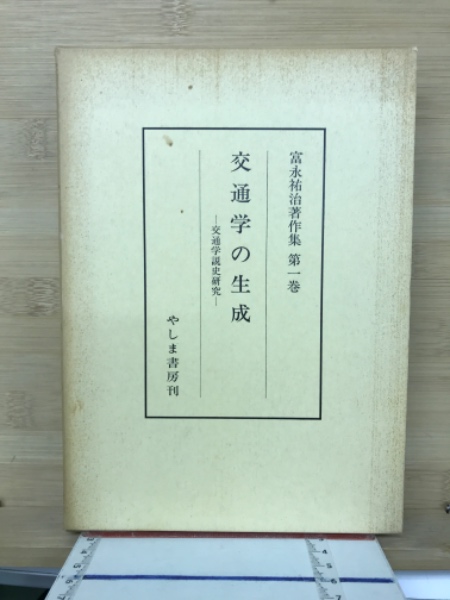 富永祐治著作集 第一巻
交通学の生成
―交通学説史研究―
やしま書房刊